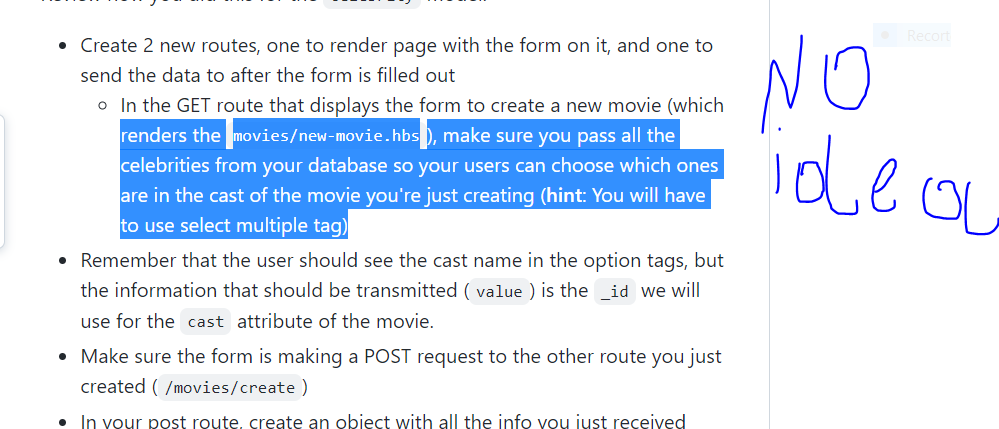 Create 2 new routes, one to render page with the form on it, and one to
send the data to after the form is filled out
In the GET route that displays the form to create a new movie (which
renders the movies/new-movie.hbs ), make sure you pass all the
celebrities from your database so your users can choose which ones
are in the cast of the movie you're just creating (hint: You will have
to use select multiple tag)
Remember that the user should see the cast name in the option tags, but
the information that should be transmitted ( value ) is the _id we will
use for the cast attribute of the movie.
Make sure the form is making a POST request to the other route you just
created ( /movies/create )
In your post route, create an object with all the info you just received
Recort
NO
idea